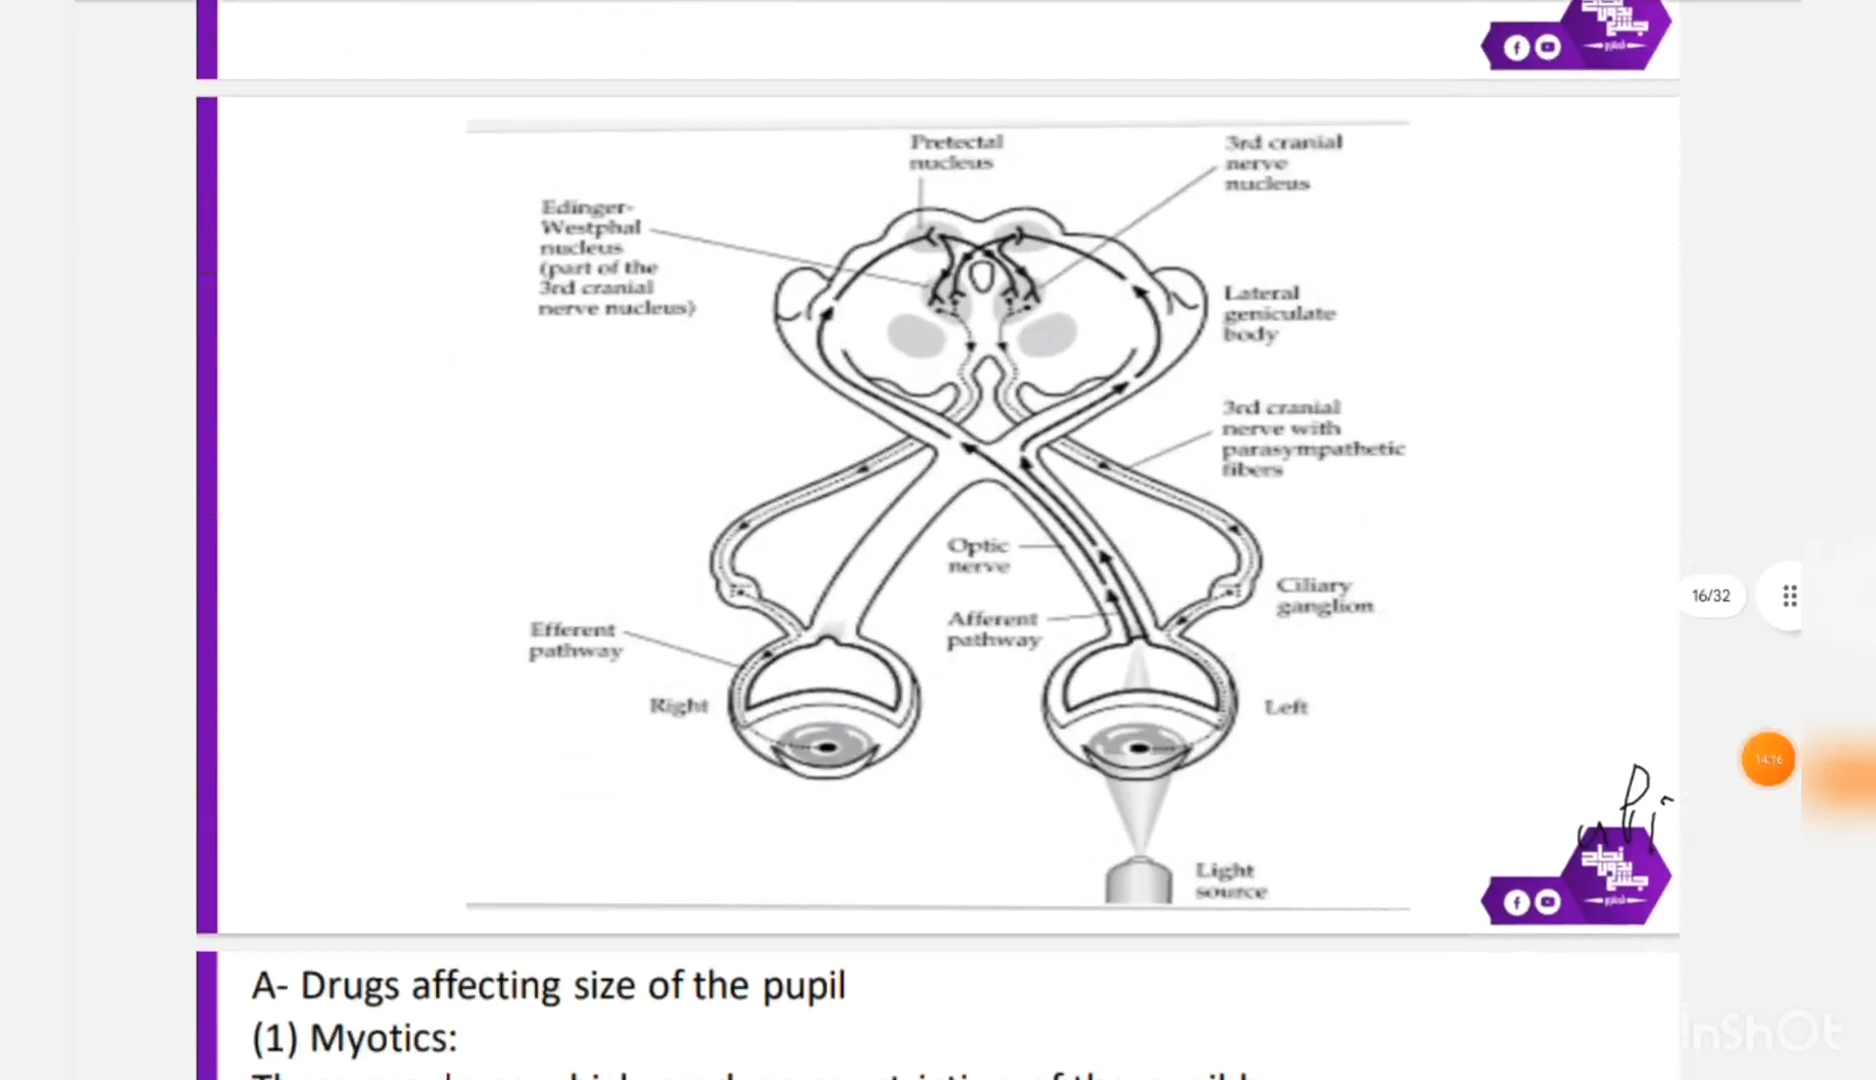 Pretectal
nucleus
3rd cranial
nerve
nucleus
Edinger-
Westphal
nucleus
(part of the
3rd cranial
nerve nucleus)
Lateral
geniculate
body
3rd cranial
nerve with
parasympathetic
fibers
Optic
nerve
Ciliary
ganglion
16/32
Afferent
pathway
Efferent
pathway
Right
Left
14:16
Light
source
A- Drugs affecting size of the pupil
(1) Myotics:
InShOt